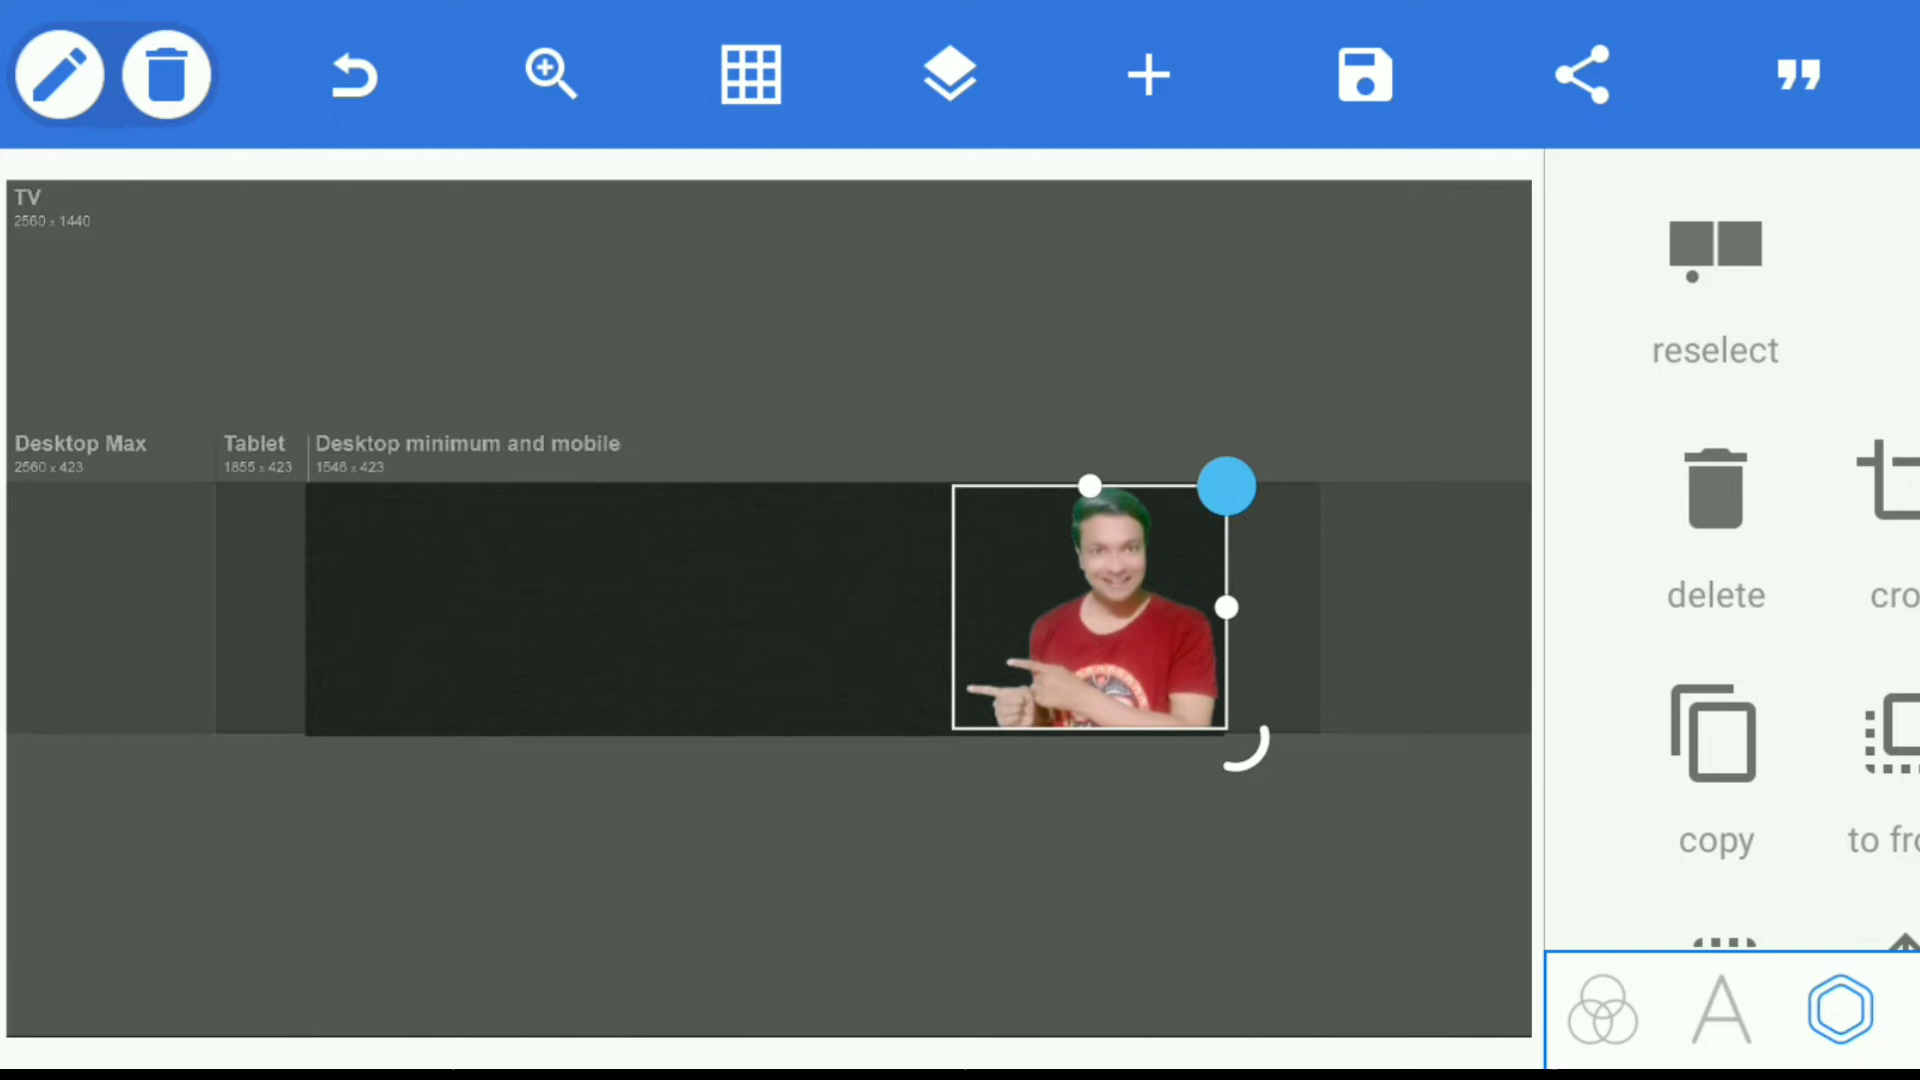 TV
2560 x 1440
Desktop Max
2560 x 423
Tablet
1855 x 423
Desktop minimum and mobile
1546 x 423
reselect
delete
cro
copy
to fro